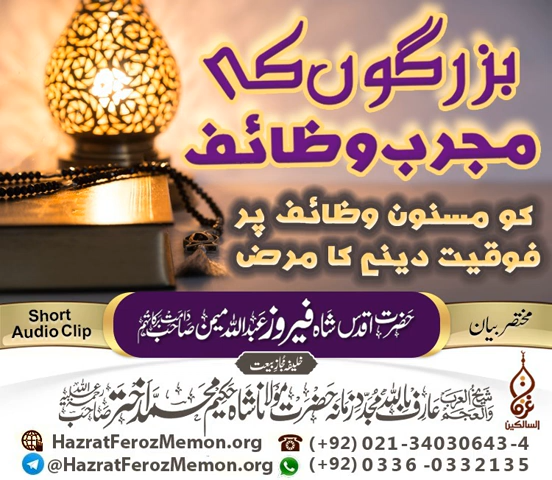 بزرگوں کے
مجرب وظائف
کو مسنون وظائف پر
فوقیت دینے کا مرض
Short
Audio Clip
حضرت اقدس شاہ فیروز عبداللہ میمن صاحب دامت برکاتہم
مختصر بیان
خلیفہ مجاز بیعت
شیخ العرب والعجم عارف باللہ مجدد زمانہ حضرت مولانا شاہ حکیم محمد اختر صاحب رحمۃ اللہ علیہ
السالکین
HazratFerozMemon.org (+92) 021-34030643-4
@HazratFerozMemon.org (+92) 0336 -0332135